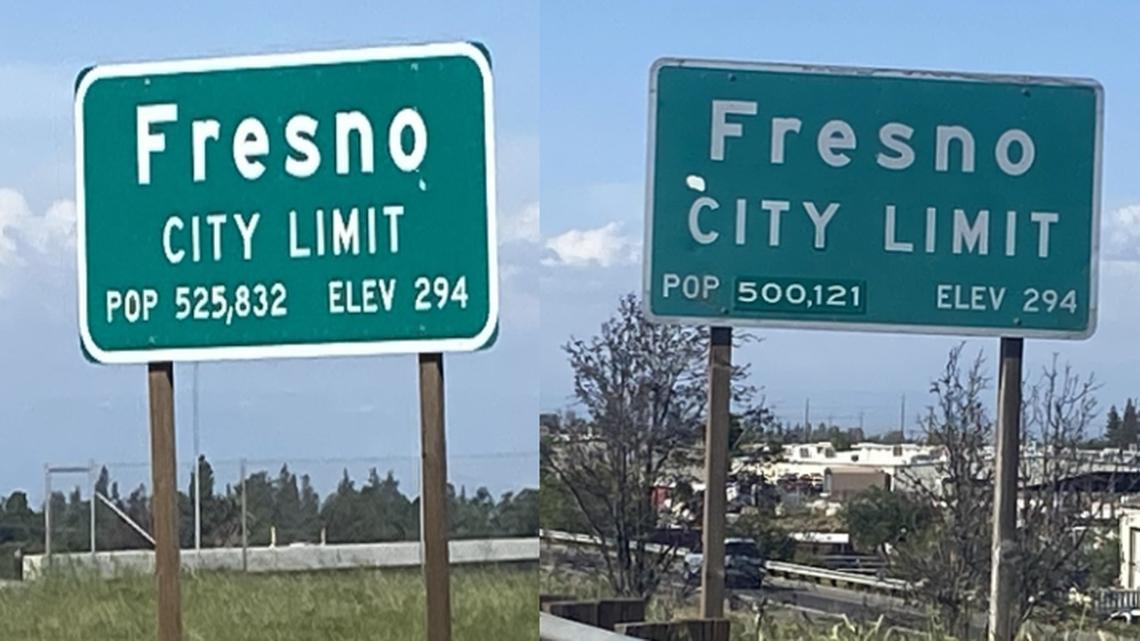 Fresno
CITY LIMIT
POP 525,832 ELEV 294
Fresno
CITY LIMIT
POP 500,121 ELEV 294